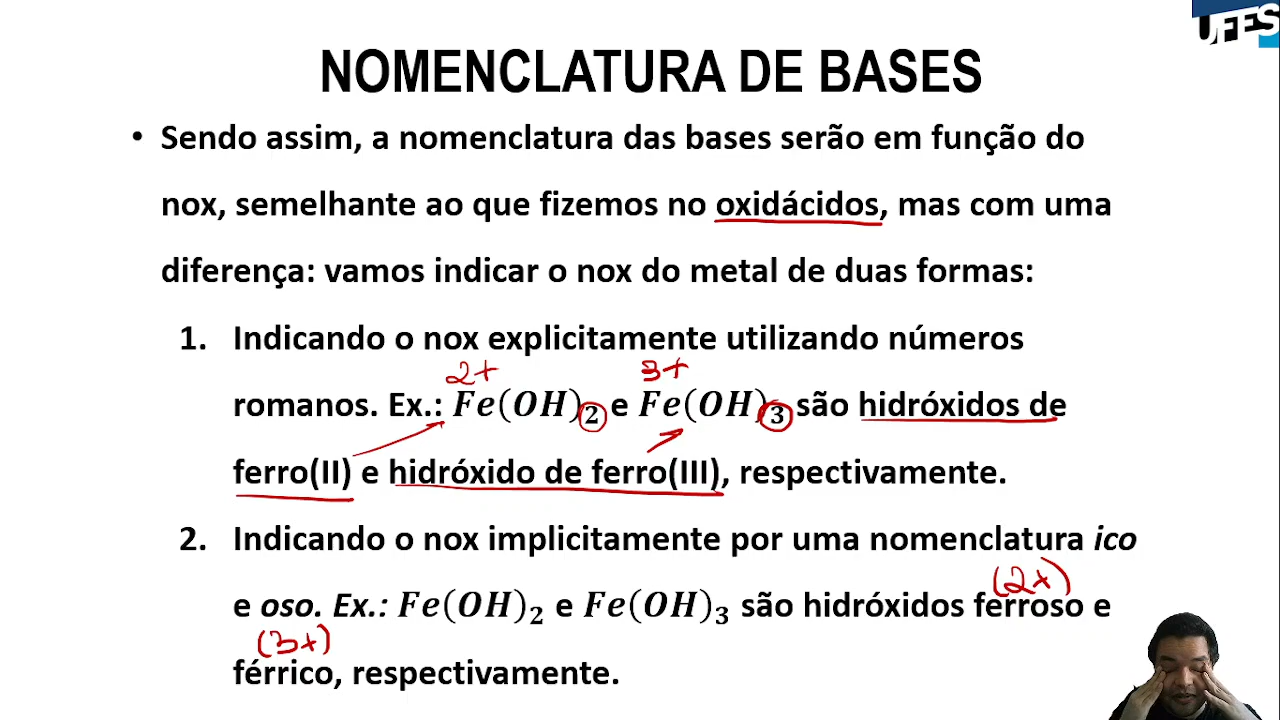 UFES
NOMENCLATURA DE BASES
• Sendo assim, a nomenclatura das bases serão em função do
nox, semelhante ao que fizemos no oxidácidos, mas com uma
diferença: vamos indicar o nox do metal de duas formas:
1. Indicando o nox explicitamente utilizando números
2+ 3+
romanos. Ex.: Fe(OH)₂ e Fe(OH)₃ são hidróxidos de
ferro(II) e hidróxido de ferro(III), respectivamente.
2. Indicando o nox implicitamente por uma nomenclatura ico
(2+)
e oso. Ex.: Fe(OH)₂ e Fe(OH)₃ são hidróxidos ferroso e
(3+)
férrico, respectivamente.